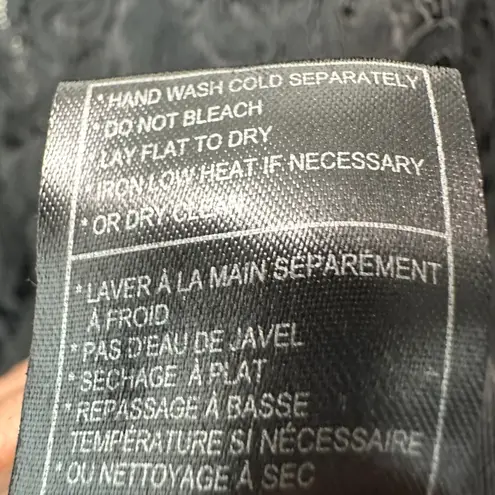 * HAND WASH COLD SEPARATELY
* DO NOT BLEACH
LAY FLAT TO DRY
IRON LOW HEAT IF NECESSARY
* OR DRY CLEAN
* LAVER À LA MAIN SÉPARÉMENT
À FROID
* PAS D'EAU DE JAVEL
* SÉCHAGE À PLAT
* REPASSAGE À BASSE
TEMPÉRATURE SI NÉCESSAIRE
* OU NETTOYAGE À SEC